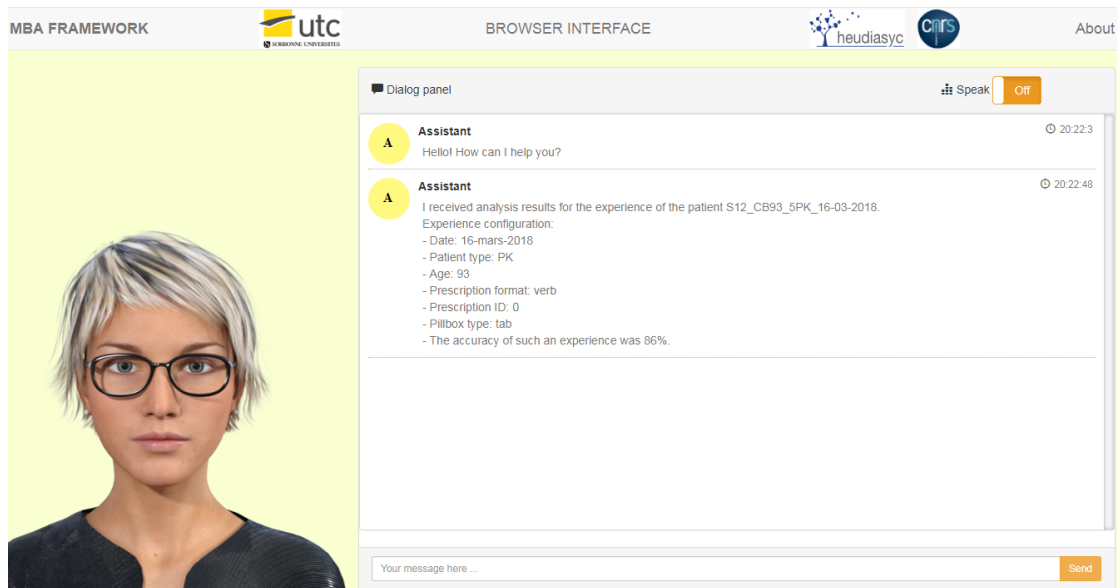 MBA FRAMEWORK
utc
SORBONNE UNIVERSITES
BROWSER INTERFACE
heudiasyc
cnrs
About
Dialog panel
Speak
Off
A
Assistant
20:22:3
Hello! How can I help you?
A
Assistant
20:22:48
I received analysis results for the experience of the patient S12_CB93_5PK_16-03-2018.
Experience configuration:
- Date: 16-mars-2018
- Patient type: PK
- Age: 93
- Prescription format: verb
- Prescription ID: 0
- Pillbox type: tab
- The accuracy of such an experience was 86%.
Your message here ...
Send